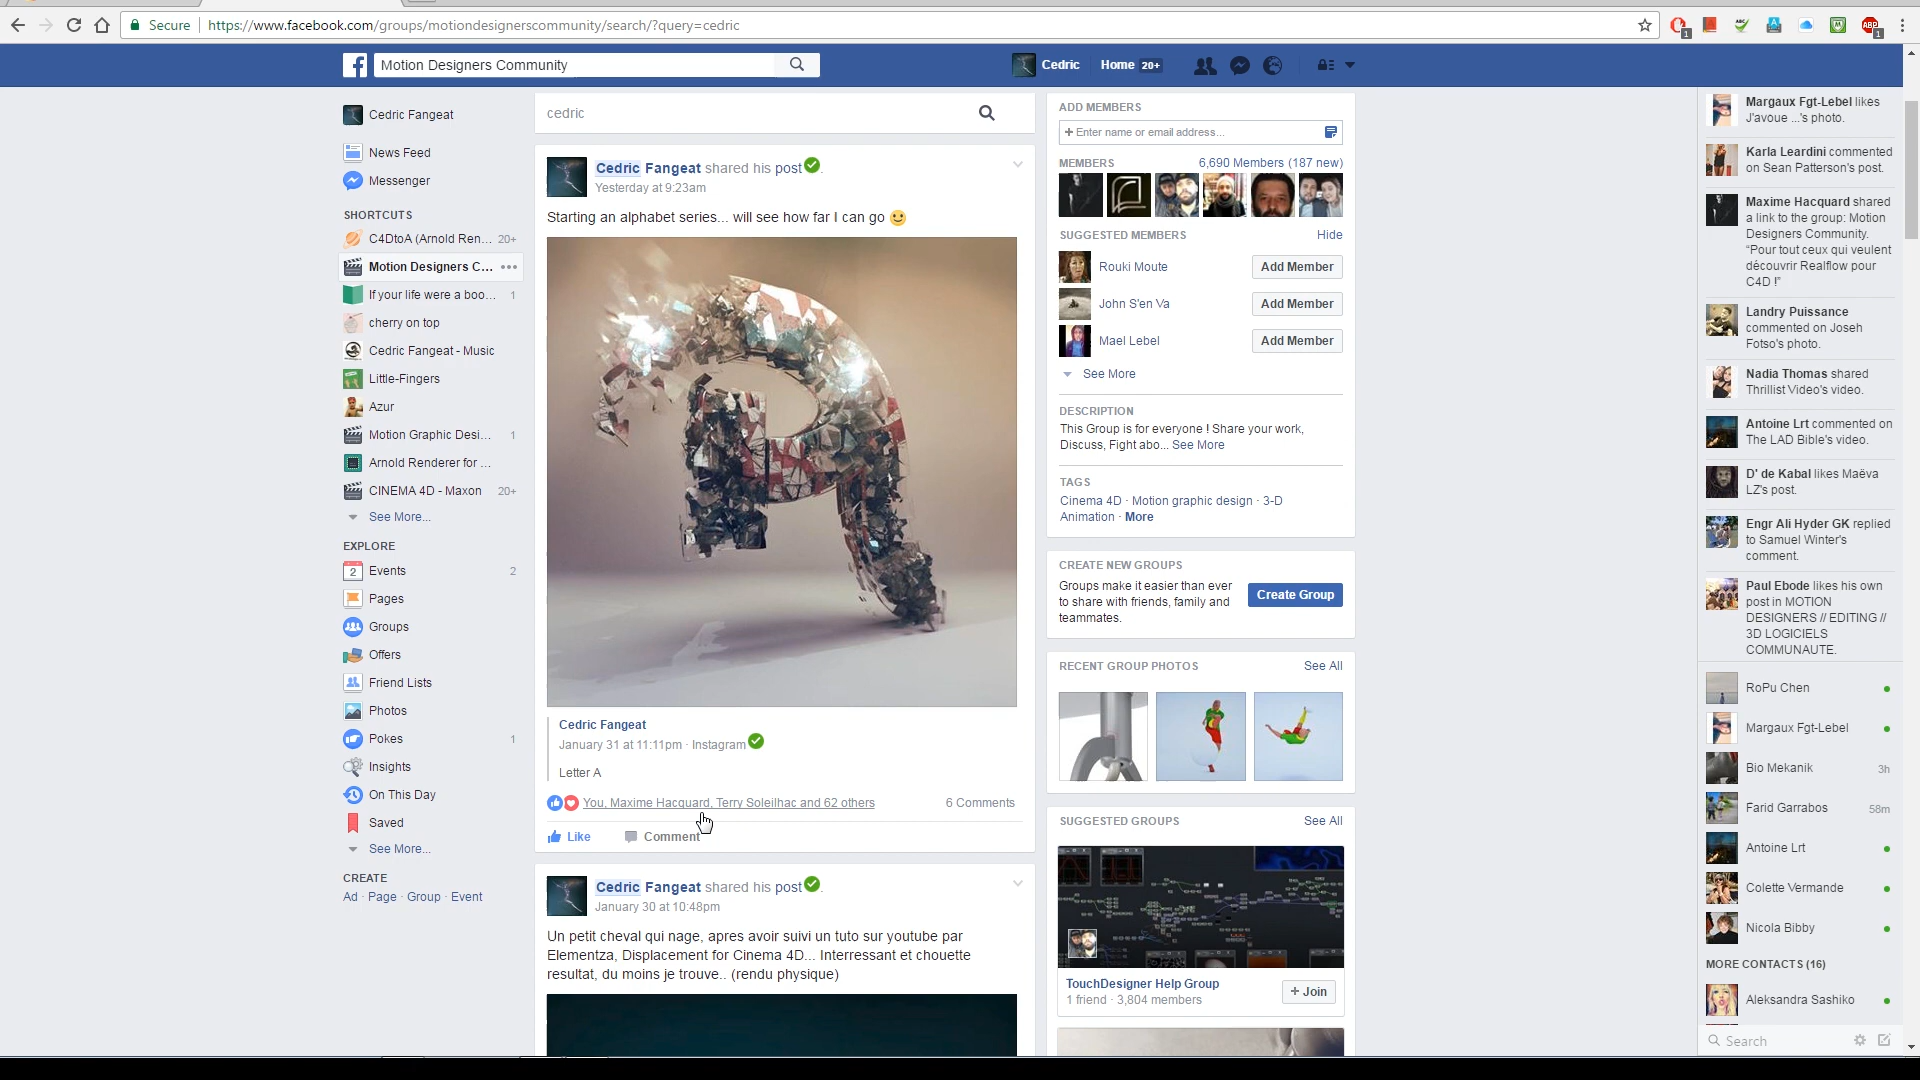 Secure https://www.facebook.com/groups/motiondesignerscommunity/search/?query=cedric
Motion Designers Community
Cedric Home 20+
Cedric Fangeat
News Feed
Messenger
SHORTCUTS
C4DtoA (Arnold Ren... 20+
Motion Designers C...
If your life were a boo... 1
cherry on top
Cedric Fangeat - Music
Little-Fingers
Azur
Motion Graphic Desi... 1
Arnold Renderer for ...
CINEMA 4D - Maxon 20+
See More...
EXPLORE
2 Events 2
Pages
Groups
Offers
Friend Lists
Photos
Pokes 1
Insights
On This Day
Saved
See More...
CREATE
Ad · Page · Group · Event
cedric
Cedric Fangeat shared his post.
Yesterday at 9:23am
Starting an alphabet series... will see how far I can go
Cedric Fangeat
January 31 at 11:11pm · Instagram
Letter A
You, Maxime Hacquard, Terry Soleilhac and 62 others 6 Comments
Like Comment
Cedric Fangeat shared his post.
January 30 at 10:48pm
Un petit cheval qui nage, apres avoir suivi un tuto sur youtube par
Elementza, Displacement for Cinema 4D... Interressant et chouette
resultat, du moins je trouve.. (rendu physique)
ADD MEMBERS
+ Enter name or email address...
MEMBERS 6,690 Members (187 new)
SUGGESTED MEMBERS Hide
Rouki Moute Add Member
John S'en Va Add Member
Mael Lebel Add Member
See More
DESCRIPTION
This Group is for everyone ! Share your work,
Discuss, Fight abo... See More
TAGS
Cinema 4D · Motion graphic design · 3-D
Animation · More
CREATE NEW GROUPS
Groups make it easier than ever
to share with friends, family and
teammates.
Create Group
RECENT GROUP PHOTOS See All
SUGGESTED GROUPS See All
TouchDesigner Help Group
1 friend · 3,804 members
+ Join
Margaux Fgt-Lebel likes
J'avoue ...'s photo.
Karla Leardini commented
on Sean Patterson's post.
Maxime Hacquard shared
a link to the group: Motion
Designers Community.
“Pour tout ceux qui veulent
découvrir Realflow pour
C4D !”
Landry Puissance
commented on Joseh
Fotso's photo.
Nadia Thomas shared
Thrillist Video's video.
Antoine Lrt commented on
The LAD Bible's video.
D' de Kabal likes Maëva
LZ's post.
Engr Ali Hyder GK replied
to Samuel Winter's
comment.
Paul Ebode likes his own
post in MOTION
DESIGNERS // EDITING //
3D LOGICIELS
COMMUNAUTE.
RoPu Chen
Margaux Fgt-Lebel
Bio Mekanik 3h
Farid Garrabos 58m
Antoine Lrt
Colette Vermande
Nicola Bibby
MORE CONTACTS (16)
Aleksandra Sashiko
Search